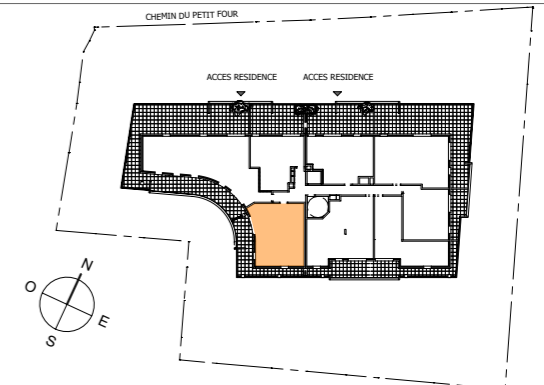 CHEMIN DU PETIT FOUR
ACCES RESIDENCE ACCES RESIDENCE
N
O
E
S